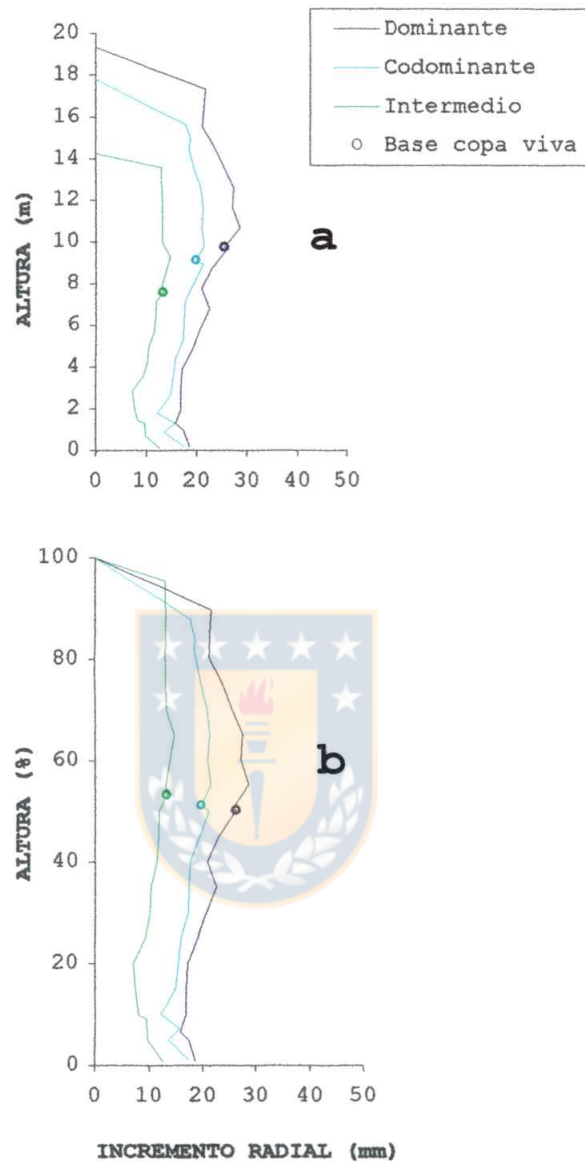 Dominante
Codominante
Intermedio
Base copa viva
20
18
16
14
12
10
8
6
4
2
0
ALTURA (m)
a
0 10 20 30 40 50
100
80
60
40
20
0
ALTURA (%)
b
0 10 20 30 40 50
INCREMENTO RADIAL (mm)